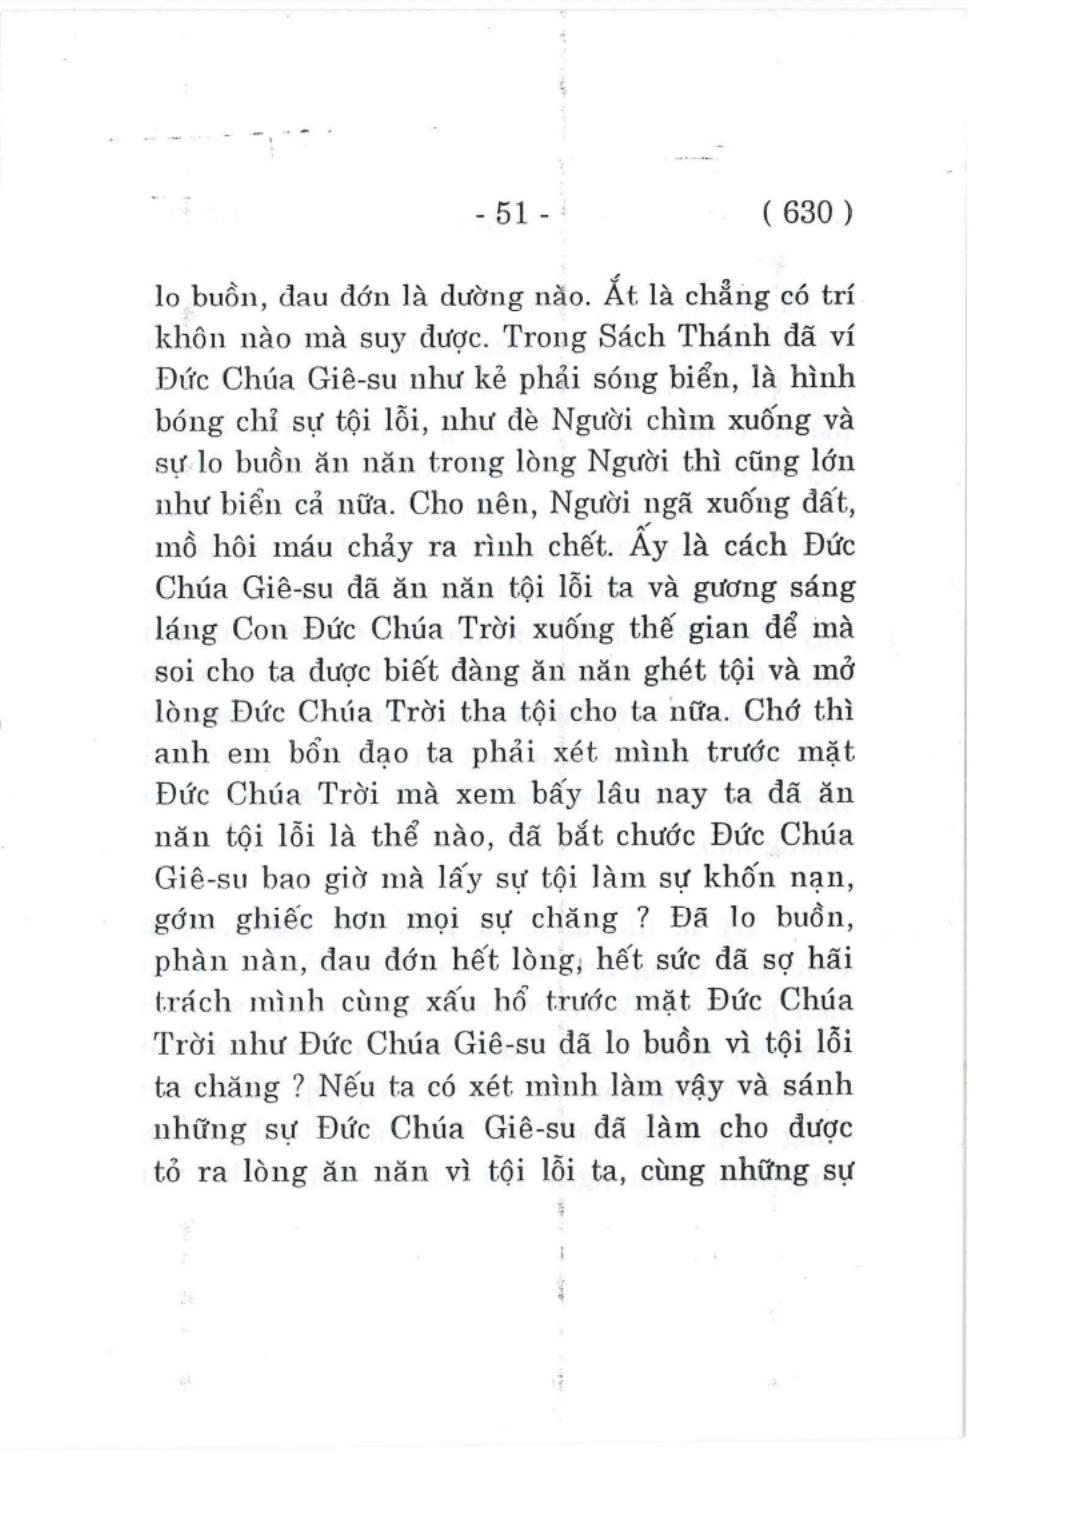 - 51 - ( 630 )
lo buồn, đau đớn là dường nào. Ắt là chẳng có trí
khôn nào mà suy được. Trong Sách Thánh đã ví
Đức Chúa Giê-su như kẻ phải sóng biển, là hình
bóng chỉ sự tội lỗi, như đè Người chìm xuống và
sự lo buồn ăn năn trong lòng Người thì cũng lớn
như biển cả nữa. Cho nên, Người ngã xuống đất,
mồ hôi máu chảy ra rình chết. Ấy là cách Đức
Chúa Giê-su đã ăn năn tội lỗi ta và gương sáng
láng Con Đức Chúa Trời xuống thế gian để mà
soi cho ta được biết đàng ăn năn ghét tội và mở
lòng Đức Chúa Trời tha tội cho ta nữa. Chớ thì
anh em bổn đạo ta phải xét mình trước mặt
Đức Chúa Trời mà xem bấy lâu nay ta đã ăn
năn tội lỗi là thể nào, đã bắt chước Đức Chúa
Giê-su bao giờ mà lấy sự tội làm sự khốn nạn,
gớm ghiếc hơn mọi sự chăng ? Đã lo buồn,
phàn nàn, đau đớn hết lòng, hết sức đã sợ hãi
trách mình cùng xấu hổ trước mặt Đức Chúa
Trời như Đức Chúa Giê-su đã lo buồn vì tội lỗi
ta chăng ? Nếu ta có xét mình làm vậy và sánh
những sự Đức Chúa Giê-su đã làm cho được
tỏ ra lòng ăn năn vì tội lỗi ta, cùng những sự